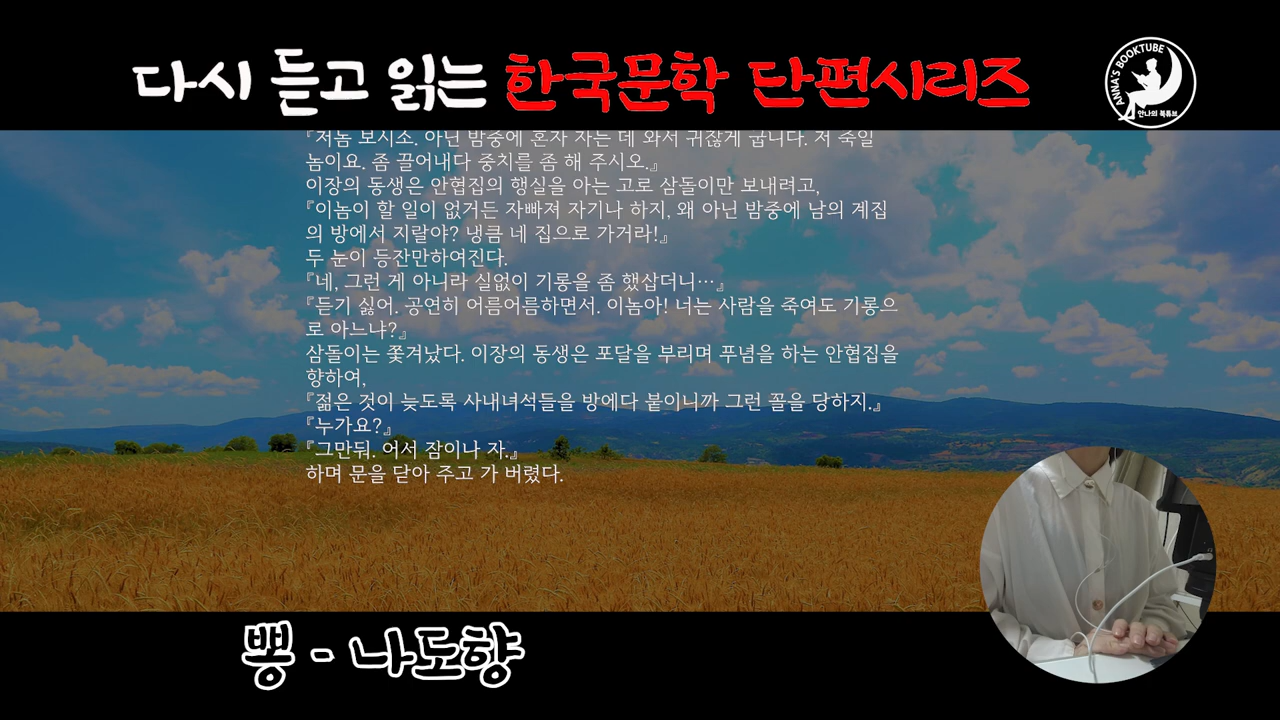 다시 듣고 읽는 한국문학 단편시리즈
ANNA'S BOOKTUBE
안나의 북튜브
『저놈 보시소. 아닌 밤중에 혼자 자는 데 와서 귀찮게 굽니다. 저 죽일
놈이요. 좀 끌어내다 중치를 좀 해 주시오.』
이장의 동생은 안협집의 행실을 아는 고로 삼돌이만 보내려고,
『이놈이 할 일이 없거든 자빠져 자기나 하지, 왜 아닌 밤중에 남의 계집
의 방에서 지랄야? 냉큼 네 집으로 가거라!』
두 눈이 등잔만하여진다.
『네, 그런 게 아니라 실없이 기롱을 좀 했삽더니…』
『듣기 싫어. 공연히 어름어름하면서. 이놈아! 너는 사람을 죽여도 기롱으
로 아느냐?』
삼돌이는 쫓겨났다. 이장의 동생은 포달을 부리며 푸념을 하는 안협집을
향하여,
『젊은 것이 늦도록 사내녀석들을 방에다 붙이니까 그런 꼴을 당하지.』
『누가요?』
『그만둬. 어서 잠이나 자.』
하며 문을 닫아 주고 가 버렸다.
뽕 - 나도향